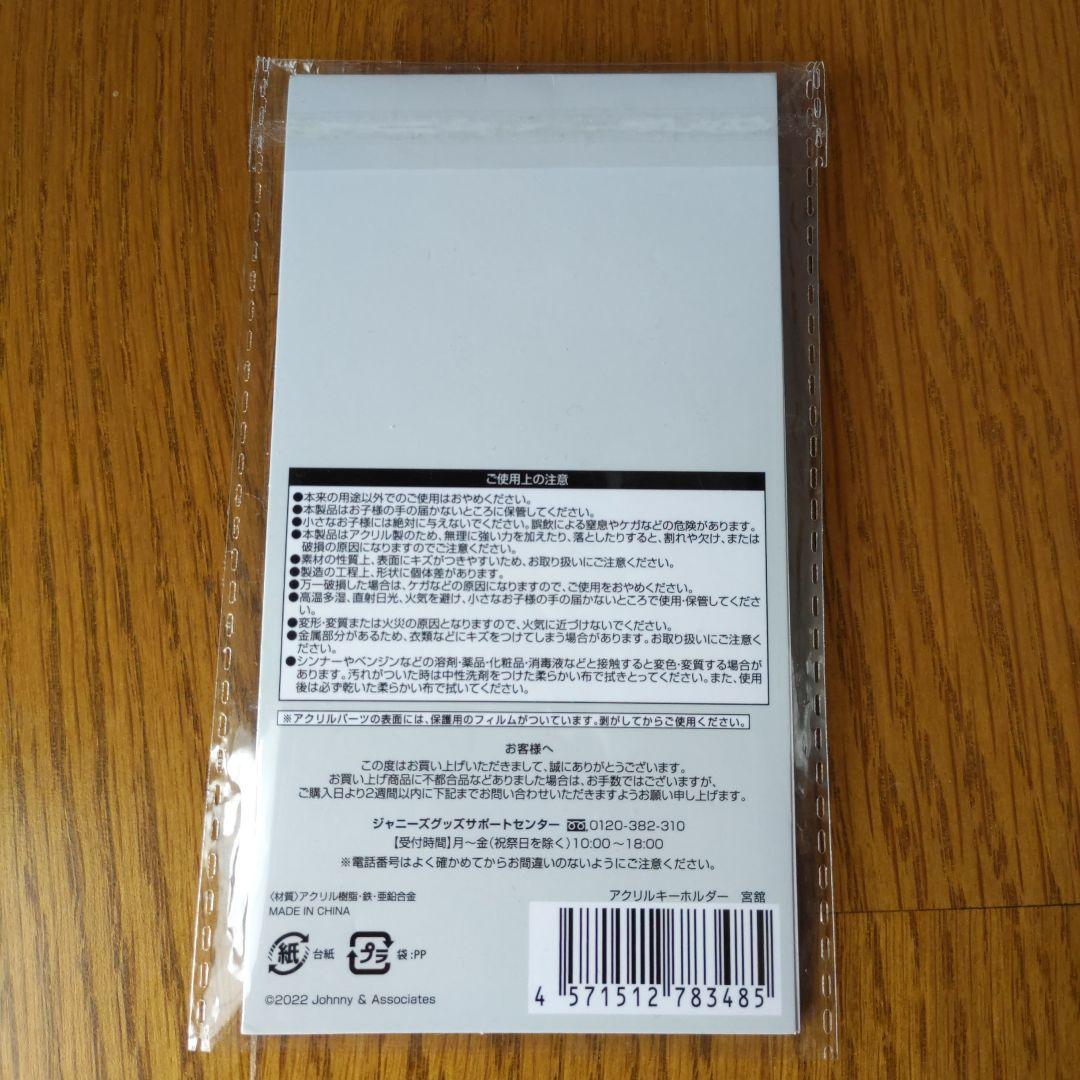 ご使用上の注意
●本来の用途以外でのご使用はおやめください。
●本製品はお子様の手の届かないところに保管してください。
●小さなお子様には絶対に与えないでください。誤飲による窒息やケガなどの危険があります。
●本製品はアクリル製のため、無理に強い力を加えたり、落としたりすると、割れや欠け、または
破損の原因になりますのでご注意ください。
●素材の性質上、表面にキズがつきやすいため、お取り扱いにご注意ください。
●製造の工程上、形状に個体差があります。
●万一破損した場合は、ケガなどの原因になりますので、ご使用をおやめください。
●高温多湿、直射日光、火気を避け、小さなお子様の手の届かないところで使用・保管してくださ
い。
●変形・変質または火災の原因となりますので、火気に近づけないでください。
●金属部分があるため、衣類などにキズをつけてしまう場合があります。お取り扱いにご注意く
ださい。
●シンナーやベンジンなどの溶剤・薬品・化粧品・消毒液などと接触すると変色・変質する場合が
あります。汚れがついた時は中性洗剤をつけた柔らかい布で拭きとってください。また、使用
後は必ず乾いた柔らかい布で拭いてください。
※アクリルパーツの表面には、保護用のフィルムがついています。剥がしてからご使用ください。
お客様へ
この度はお買い上げいただきまして、誠にありがとうございます。
お買い上げ商品に不都合品などありました場合は、お手数ではございますが、
ご購入日より2週間以内に下記までお問い合わせいただきますようお願い申し上げます。
ジャニーズグッズサポートセンター 0120-382-310
【受付時間】月〜金(祝祭日を除く)10:00〜18:00
※電話番号はよく確かめてからお間違いのないようにご注意ください。
〈材質〉アクリル樹脂・鉄・亜鉛合金
MADE IN CHINA
アクリルキーホルダー 宮舘
紙 台紙 プラ 袋:PP
©2022 Johnny & Associates
4 571512 783485